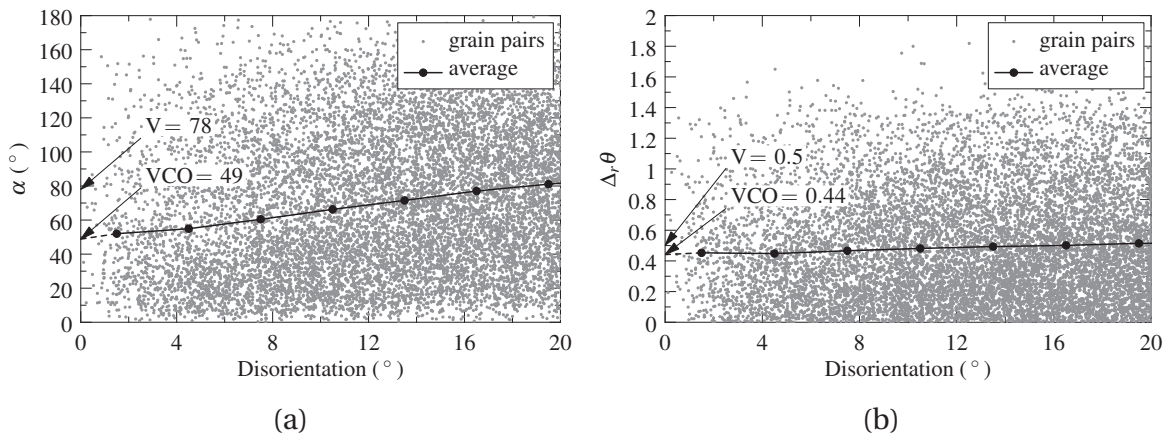 180
160
140
120
100
80
60
40
20
0
α (°)
0 4 8 12 16 20
Disorientation (°)
grain pairs
average
V = 78
VCO = 49
(a)
2
1.8
1.6
1.4
1.2
1
0.8
0.6
0.4
0.2
0
Δᵣθ
0 4 8 12 16 20
Disorientation (°)
grain pairs
average
V = 0.5
VCO = 0.44
(b)